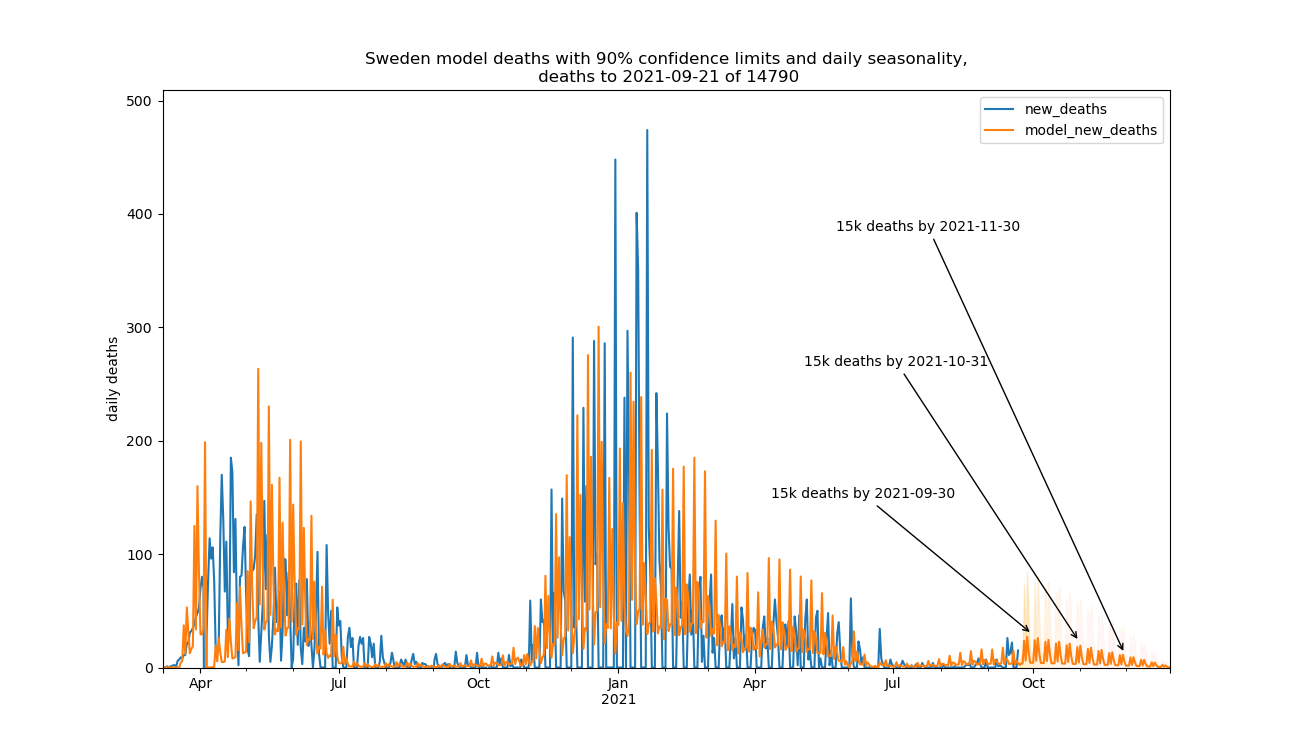 Sweden model deaths with 90% confidence limits and daily seasonality,
deaths to 2021-09-21 of 14790
500
400
300
200
100
0
daily deaths
new_deaths
model_new_deaths
15k deaths by 2021-11-30
15k deaths by 2021-10-31
15k deaths by 2021-09-30
Apr Jul Oct Jan Apr Jul Oct
2021